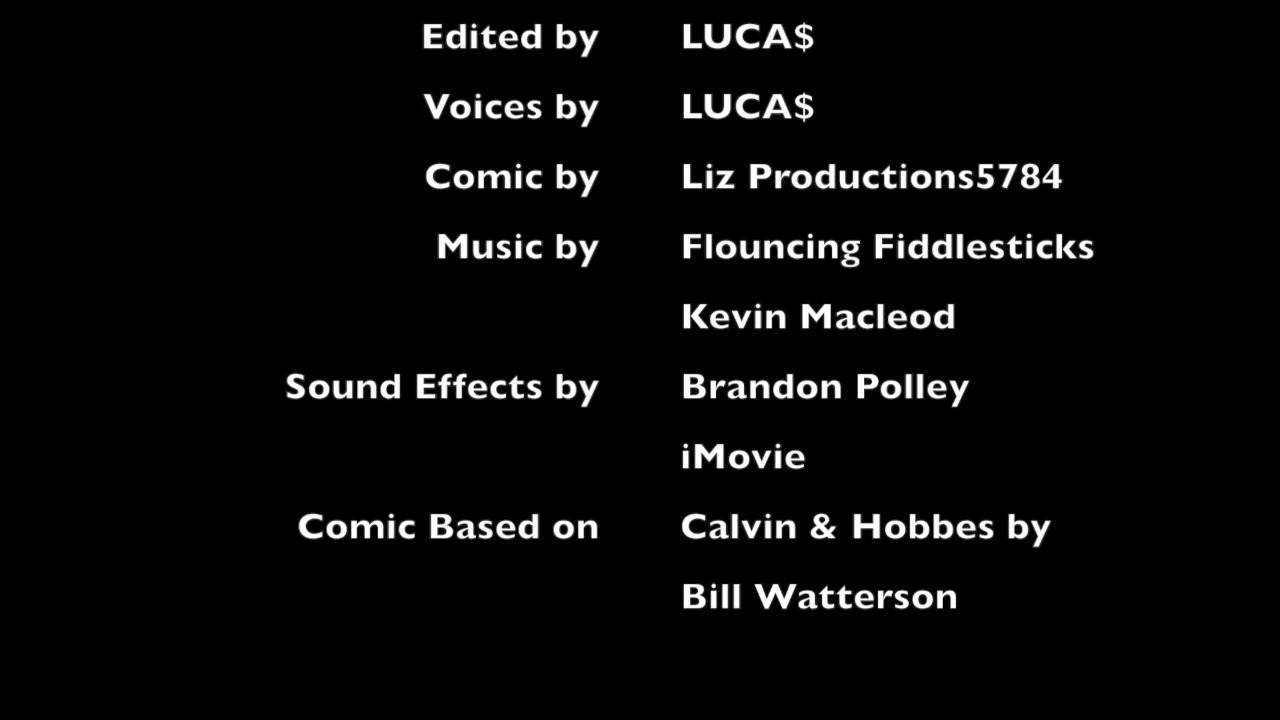 Edited by LUCA$
Voices by LUCA$
Comic by Liz Productions5784
Music by Flouncing Fiddlesticks
Kevin Macleod
Sound Effects by Brandon Polley
iMovie
Comic Based on Calvin & Hobbes by
Bill Watterson